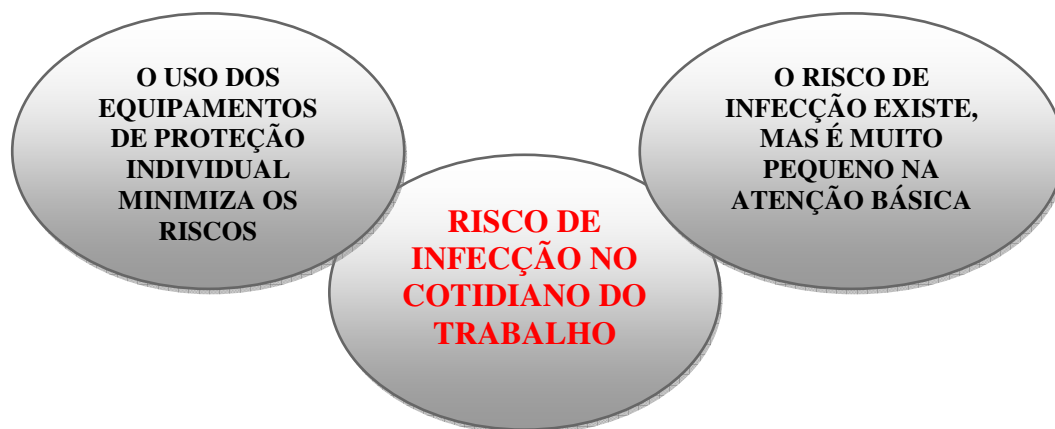 O USO DOS
EQUIPAMENTOS
DE PROTEÇÃO
INDIVIDUAL
MINIMIZA OS
RISCOS
O RISCO DE
INFECÇÃO EXISTE,
MAS É MUITO
PEQUENO NA
ATENÇÃO BÁSICA
RISCO DE
INFECÇÃO NO
COTIDIANO DO
TRABALHO